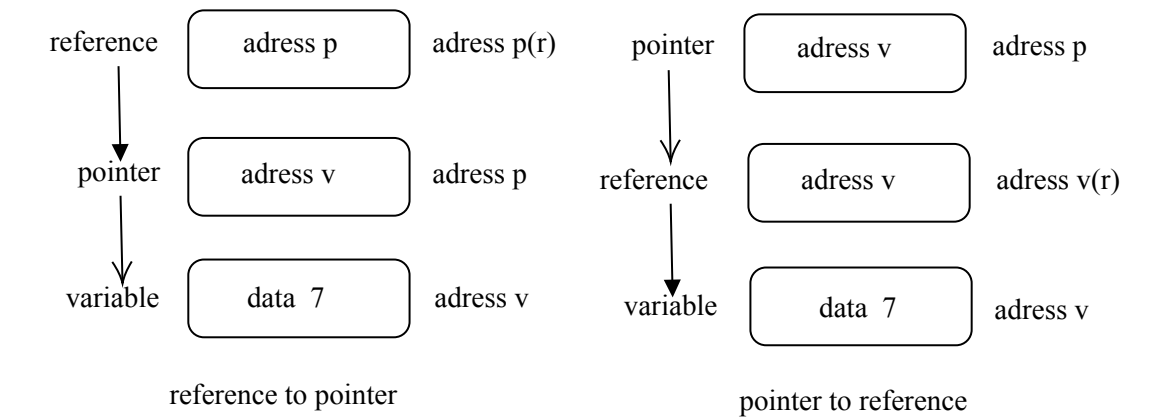 reference adress p adress p(r)
pointer adress v adress p
variable data 7 adress v
reference to pointer
pointer adress v adress p
reference adress v adress v(r)
variable data 7 adress v
pointer to reference